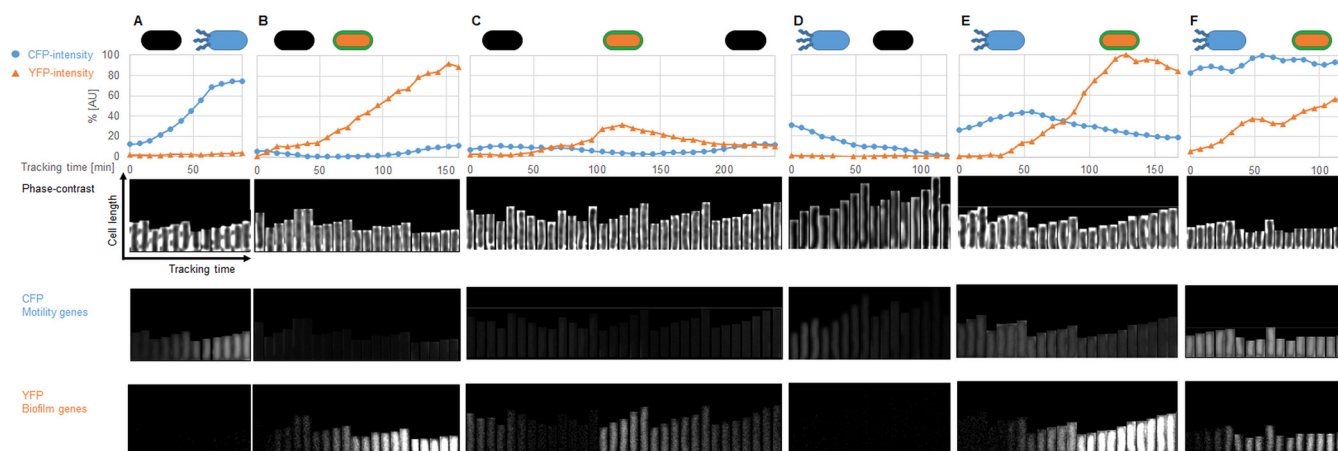 A B C D E F
CFP-intensity
YFP-intensity
% [AU]
100
80
60
40
20
0
Tracking time [min] 0 50 0 50 100 150 0 50 100 150 200 0 50 100 0 50 100 150 0 50 100
Phase-contrast
Cell length
Tracking time
CFP
Motility genes
YFP
Biofilm genes